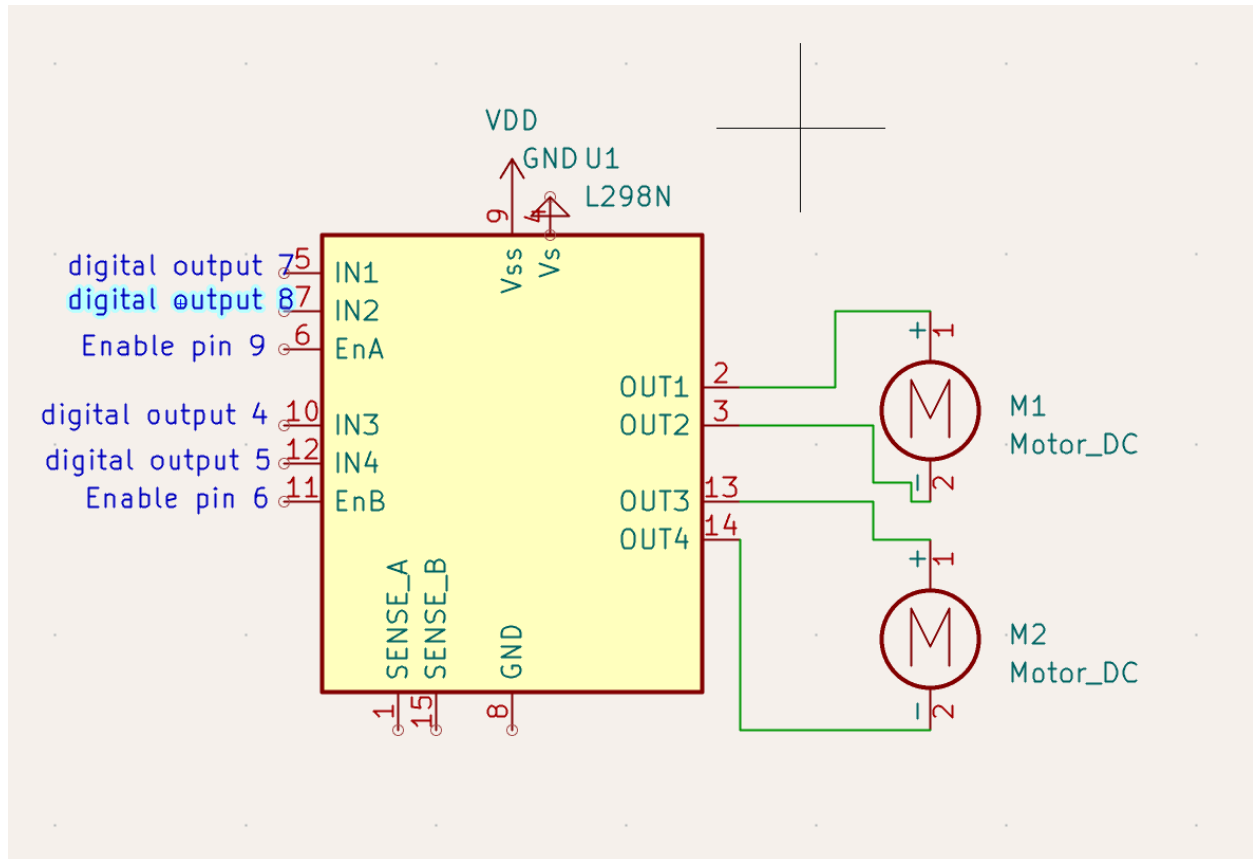 VDD
GND U1
L298N
9
4
digital output 7
5
IN1
Vss
Vs
digital output 8
7
IN2
Enable pin 9
6
EnA
OUT1
2
+
1
M
M1
Motor_DC
digital output 4
10
IN3
OUT2
3
digital output 5
12
IN4
-
2
Enable pin 6
11
EnB
OUT3
13
OUT4
14
+
1
SENSE_A
SENSE_B
GND
M
M2
Motor_DC
1
15
8
-
2